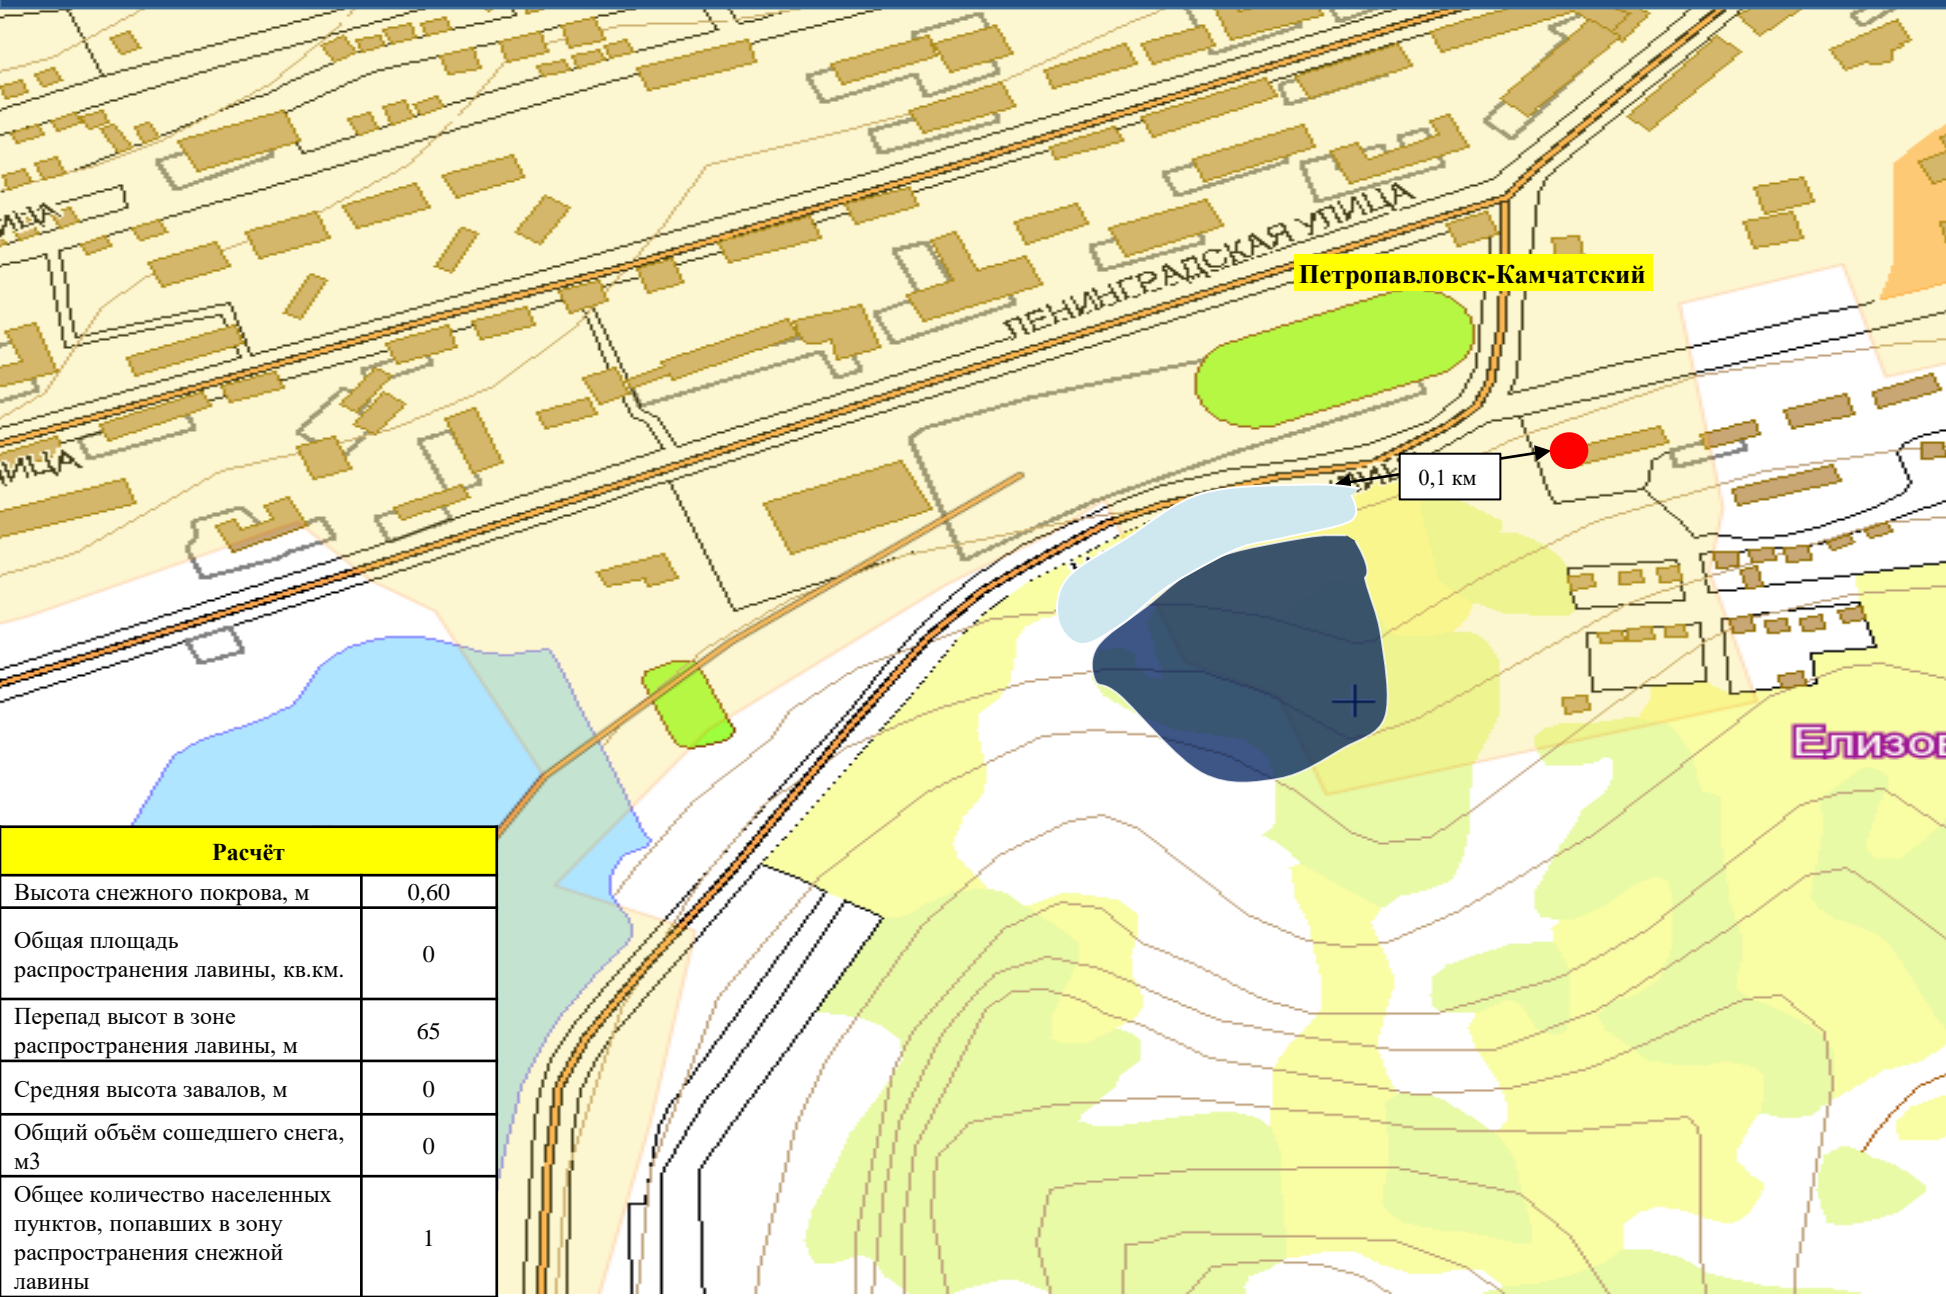 ИЦА
ЛЕНИНГРАДСКАЯ УЛИЦА
Петропавловск-Камчатский
ЛИЦА
0,1 км
Елизов
Расчёт
Высота снежного покрова, м 0,60
Общая площадь
распространения лавины, кв.км. 0
Перепад высот в зоне
распространения лавины, м 65
Средняя высота завалов, м 0
Общий объём сошедшего снега,
м3 0
Общее количество населенных
пунктов, попавших в зону
распространения снежной
лавины 1